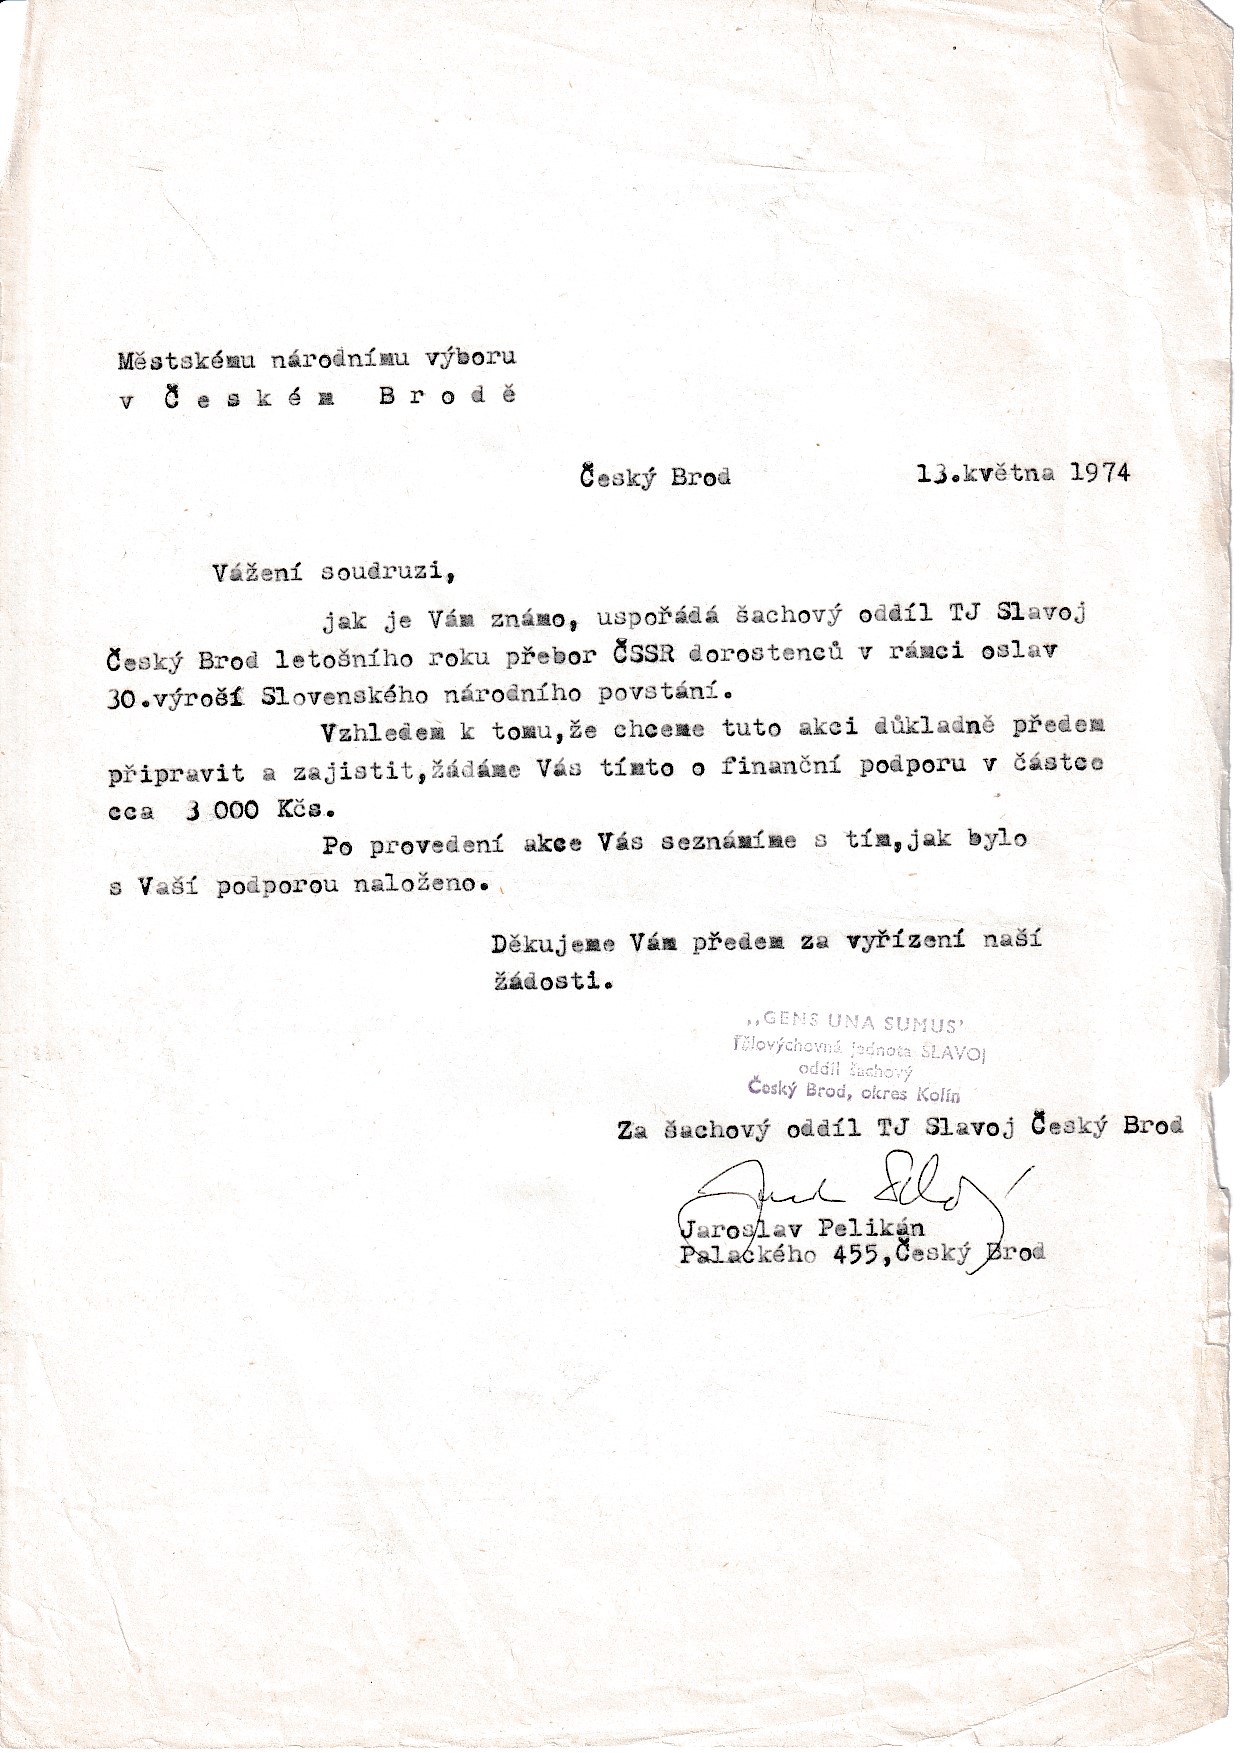 Městskému národnímu výboru
v Českém Brodě
Český Brod 13.května 1974
Vážení soudruzi,
jak je Vám známo, uspořádá šachový oddíl TJ Slavoj
Český Brod letošního roku přebor ČSSR dorostenců v rámci oslav
30.výroší Slovenského národního povstání.
Vzhledem k tomu,že chceme tuto akci důkladně předem
připravit a zajistit,žádáme Vás tímto o finanční podporu v částce
cca 3 000 Kčs.
Po provedení akce Vás seznámíme s tím,jak bylo
s Vaší podporou naloženo.
Děkujeme Vám předem za vyřízení naší
žádosti.
,,GENS UNA SUMUS'
Tělovýchovná jednota SLAVOJ
oddíl šachový
Český Brod, okres Kolín
Za šachový oddíl TJ Slavoj Český Brod
Jaroslav Pelikán
Palackého 455,Český Brod